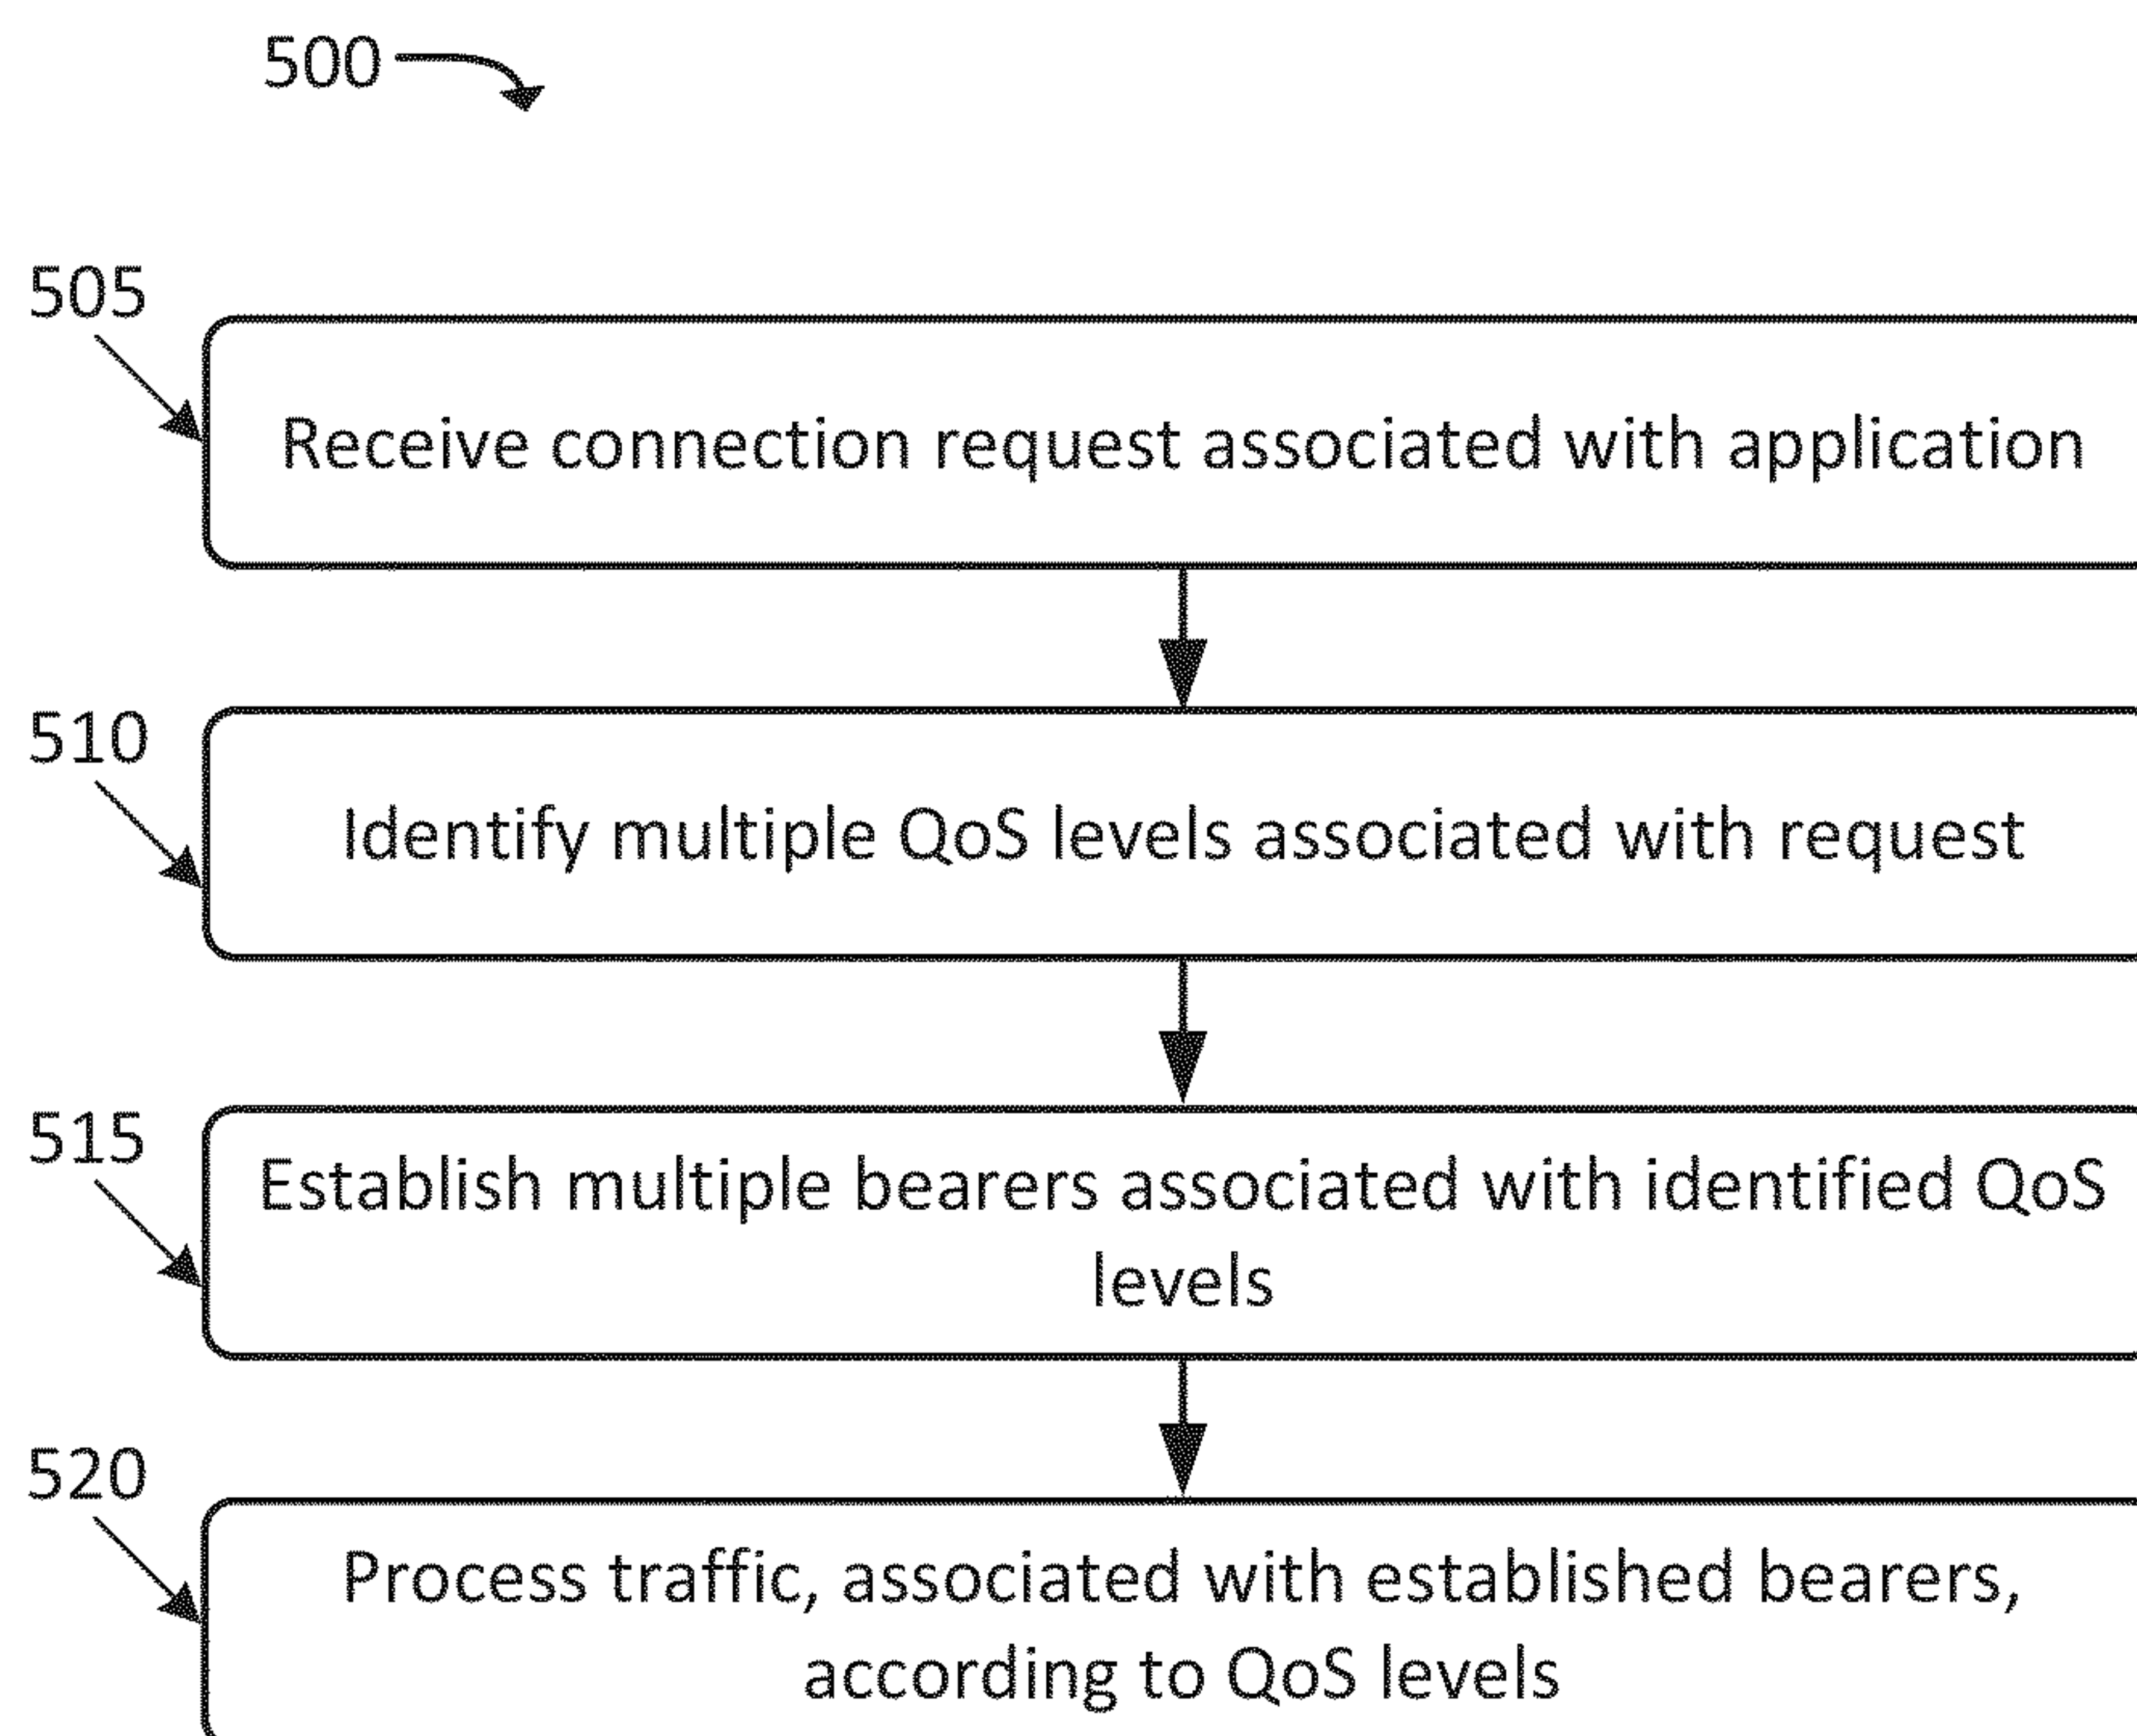 500
505
Receive connection request associated with application
510
Identify multiple QoS levels associated with request
515
Establish multiple bearers associated with identified QoS
levels
520
Process traffic, associated with established bearers,
according to QoS levels